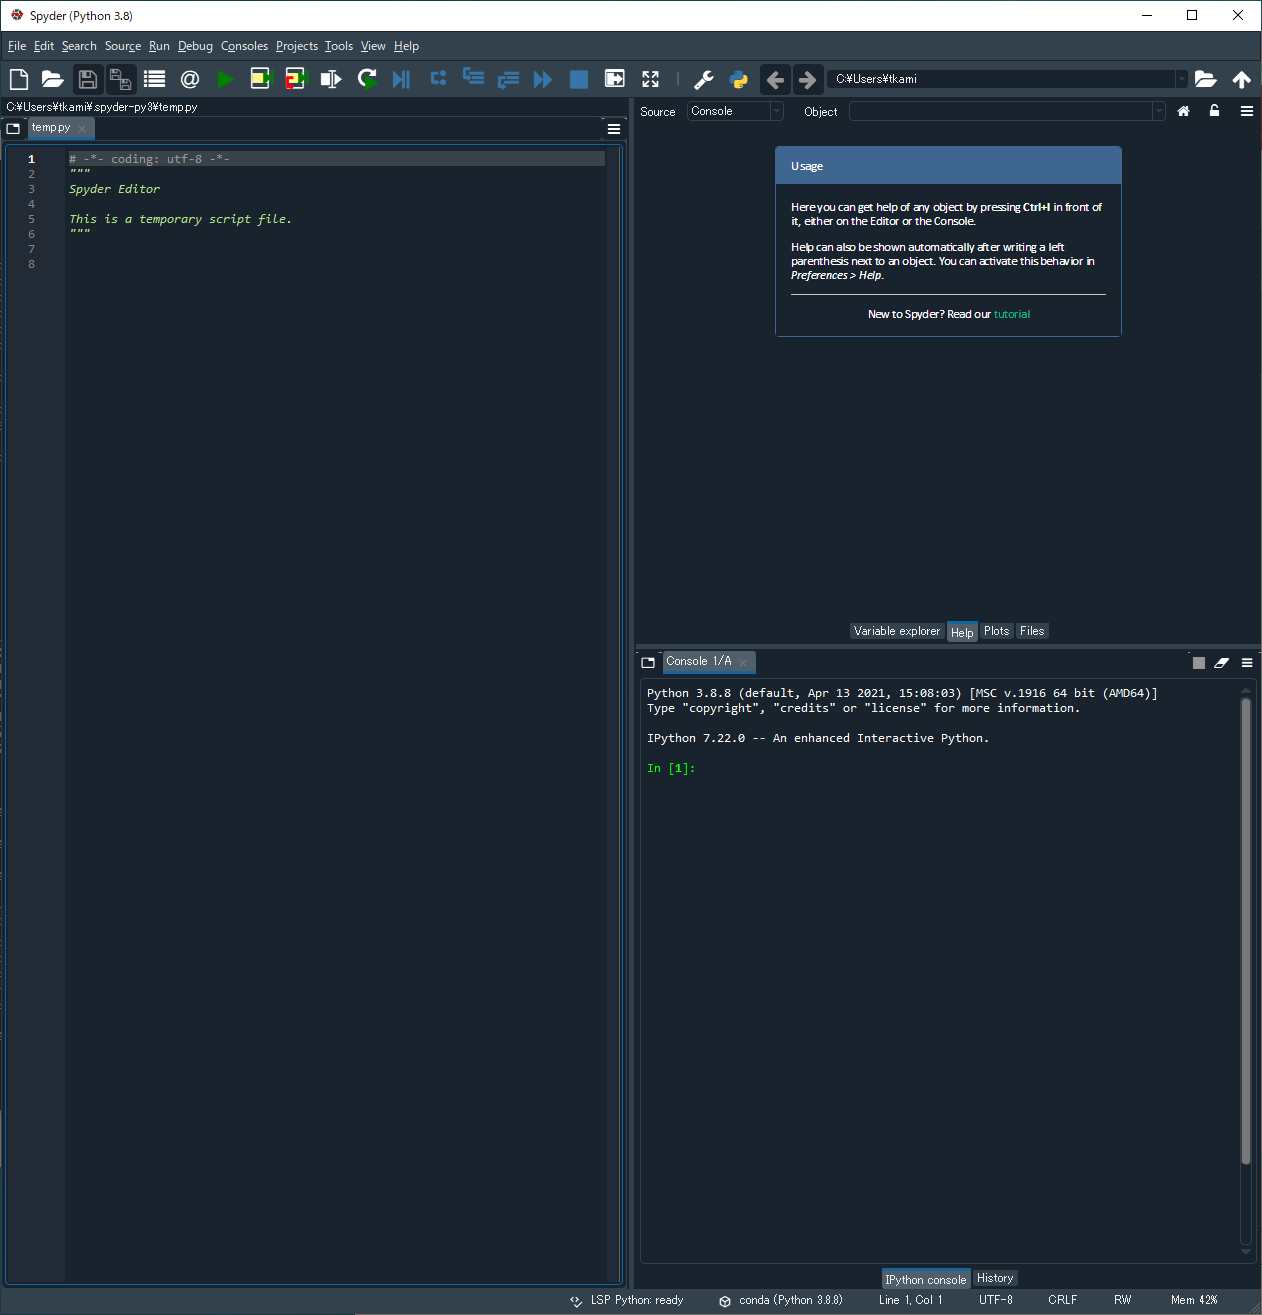 Spyder (Python 3.8)
File Edit Search Source Run Debug Consoles Projects Tools View Help
C:¥Users¥tkami
C:¥Users¥tkami¥.spyder-py3¥temp.py
temp.py
1 # -*- coding: utf-8 -*-
2 """
3 Spyder Editor
4
5 This is a temporary script file.
6 """
7
8
Source Console Object
Usage
Here you can get help of any object by pressing Ctrl+I in front of
it, either on the Editor or the Console.
Help can also be shown automatically after writing a left
parenthesis next to an object. You can activate this behavior in
Preferences > Help.
New to Spyder? Read our tutorial
Variable explorer Help Plots Files
Console 1/A
Python 3.8.8 (default, Apr 13 2021, 15:08:03) [MSC v.1916 64 bit (AMD64)]
Type "copyright", "credits" or "license" for more information.
IPython 7.22.0 -- An enhanced Interactive Python.
In [1]:
IPython console History
LSP Python: ready conda (Python 3.8.8) Line 1, Col 1 UTF-8 CRLF RW Mem 42%